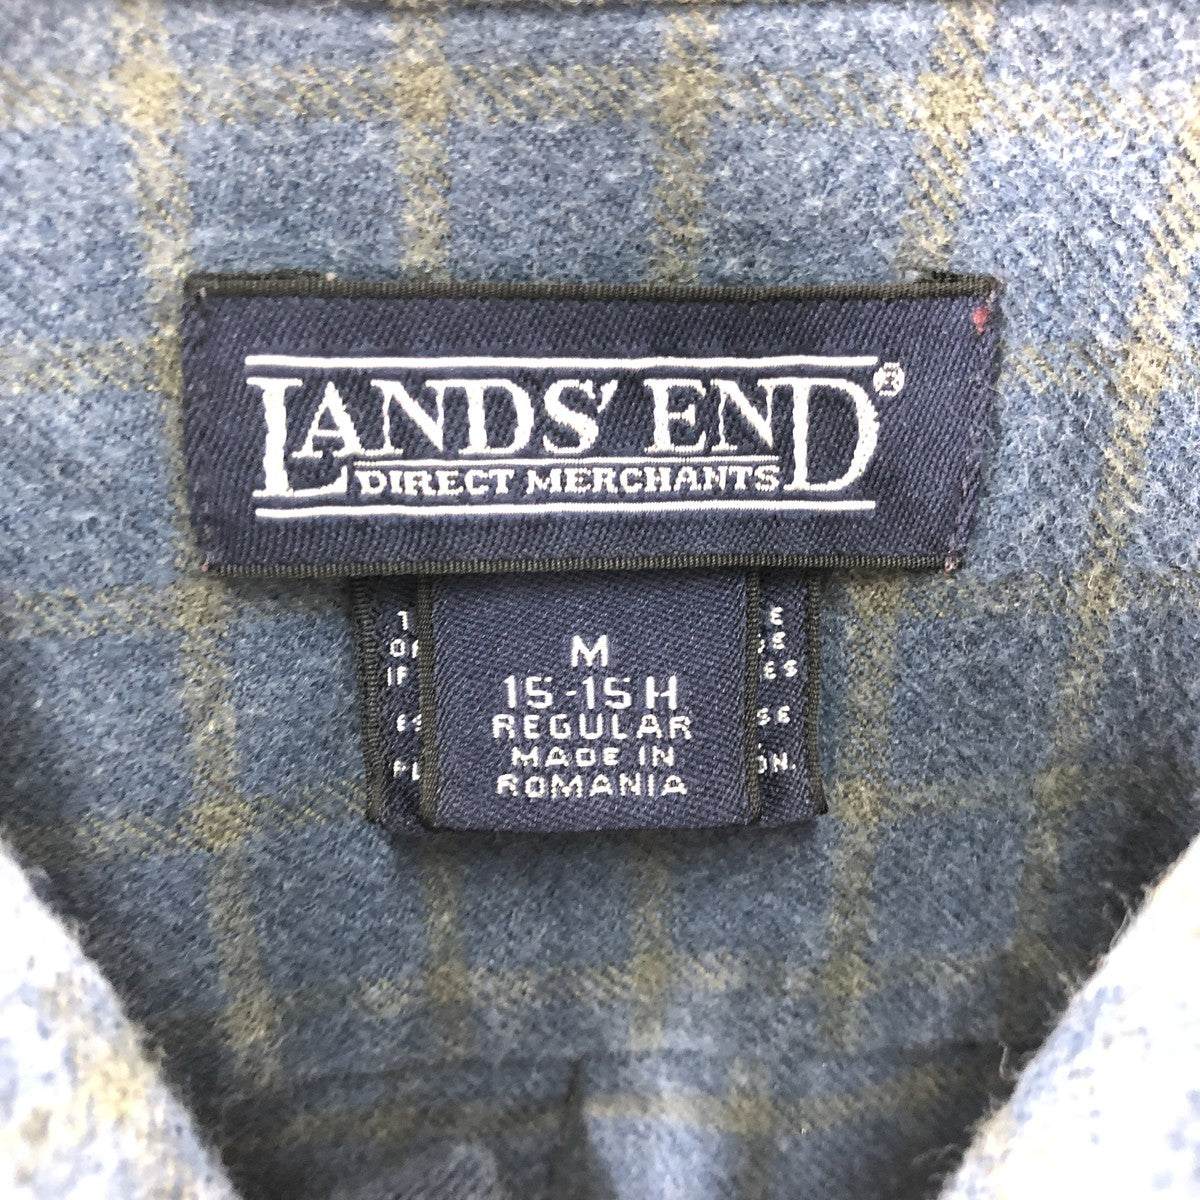 LANDS' END®
DIRECT MERCHANTS
M
15-15H
REGULAR
MADE IN
ROMANIA